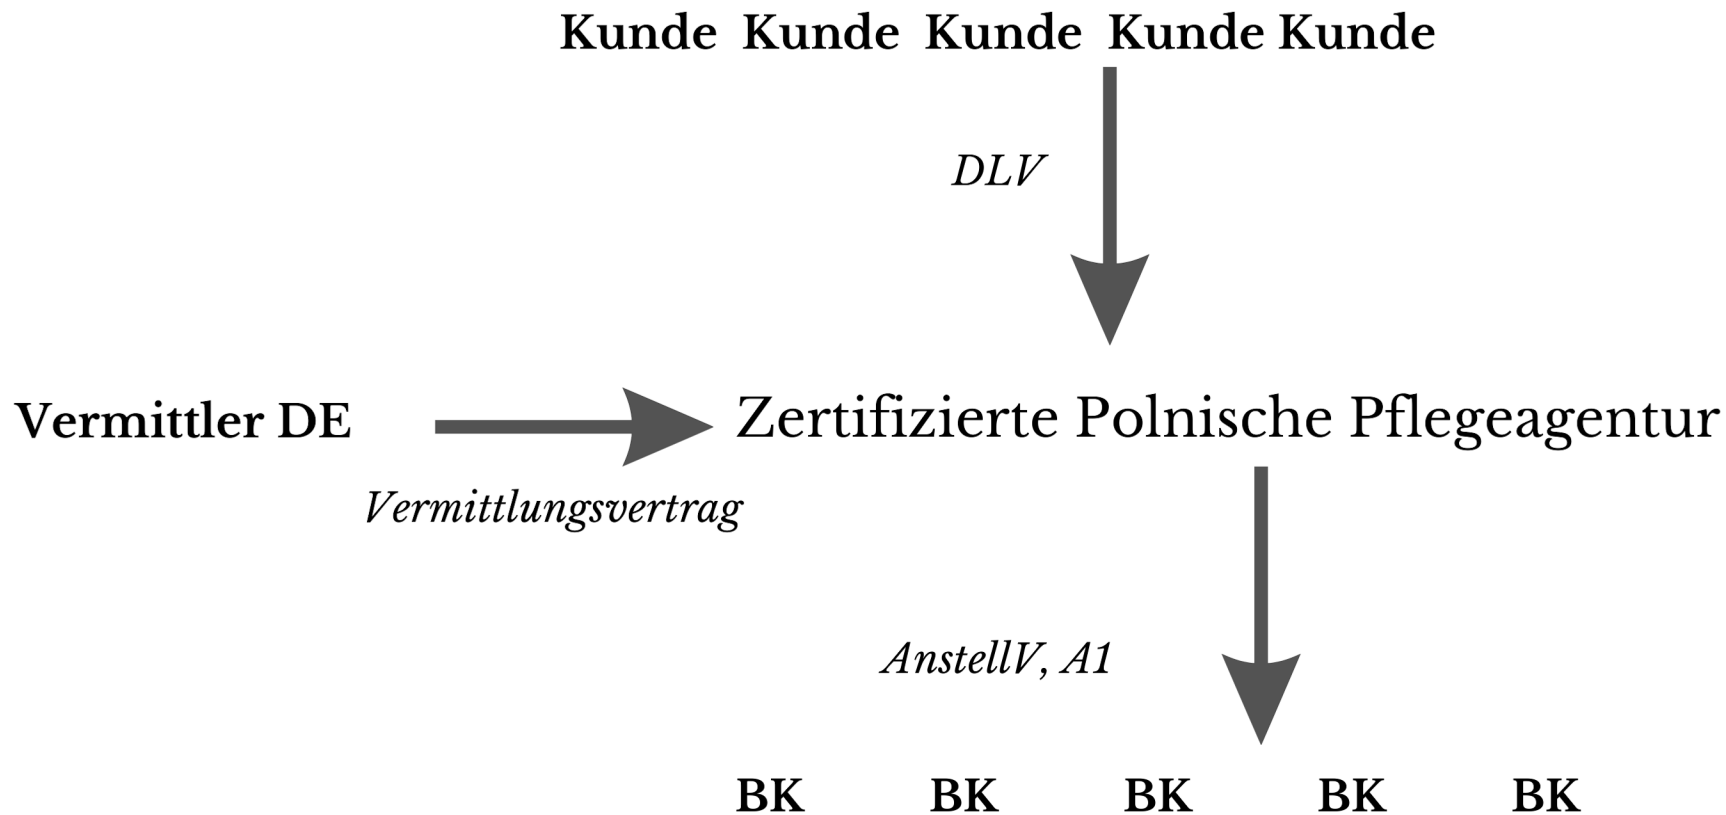 Kunde Kunde Kunde Kunde Kunde
DLV
Vermittler DE
Zertifizierte Polnische Pflegeagentur
Vermittlungsvertrag
AnstellV, A1
BK BK BK BK BK